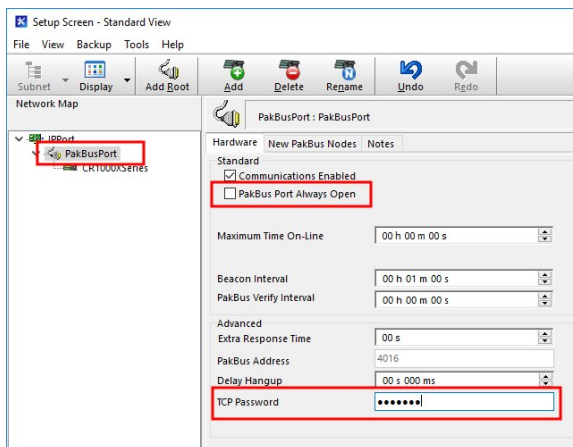 Setup Screen - Standard View
File View Backup Tools Help
Subnet Display Add Root Add Delete Rename Undo Redo
Network Map
PakBusPort : PakBusPort
IPPort
PakBusPort
CR1000XSeries
Hardware New PakBus Nodes Notes
Standard
Communications Enabled
PakBus Port Always Open
Maximum Time On-Line 00 h 00 m 00 s
Beacon Interval 00 h 01 m 00 s
PakBus Verify Interval 00 h 00 m 00 s
Advanced
Extra Response Time 00 s
PakBus Address 4016
Delay Hangup 00 s 000 ms
TCP Password •••••••